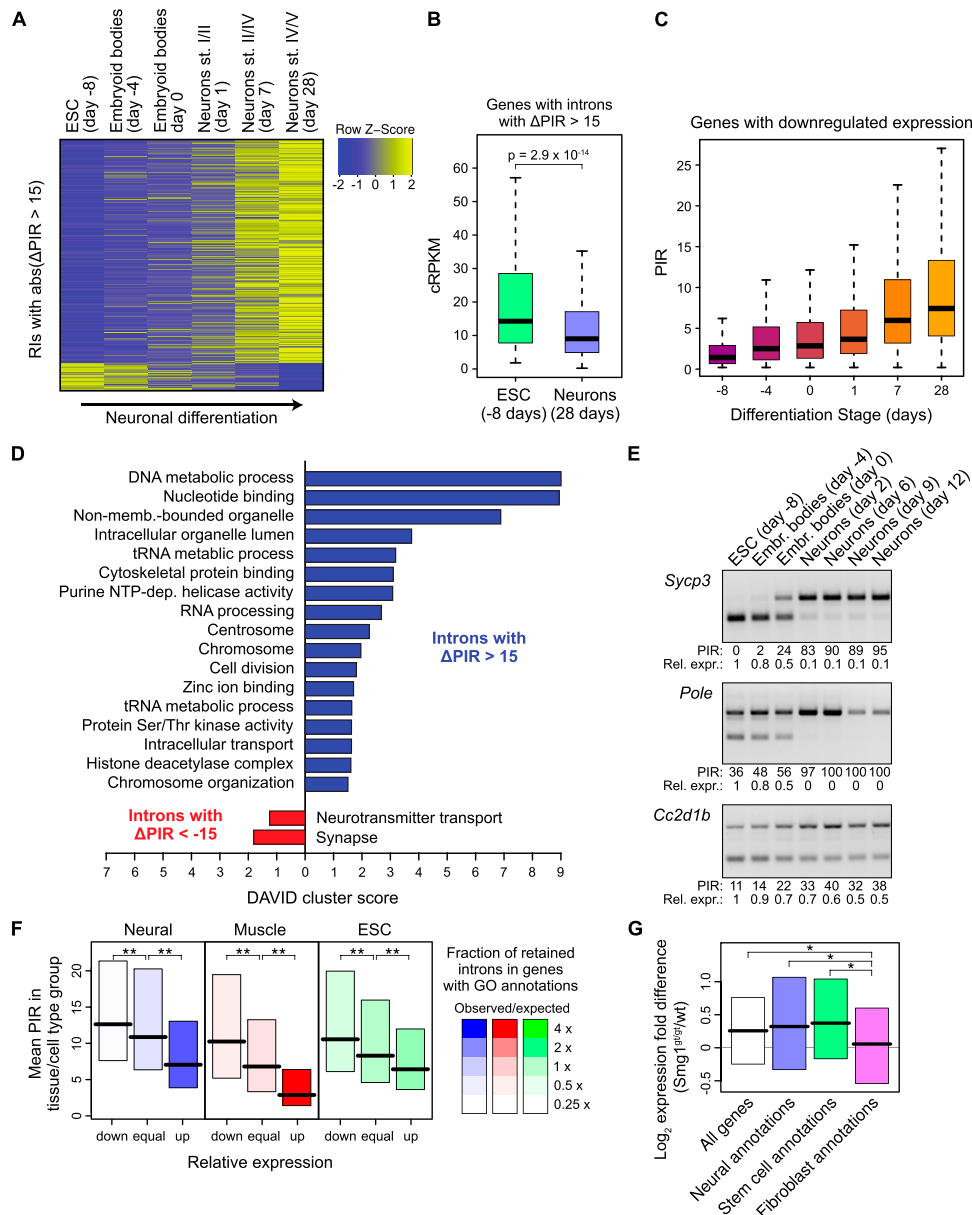 A
ESC
(day -8)
Embryoid bodies
(day -4)
Embryoid bodies
day 0
Neurons st. I/II
(day 1)
Neurons st. II/IV
(day 7)
Neurons st. IV/V
(day 28)
Row Z-Score
-2 -1 0 1 2
RIs with abs(ΔPIR > 15)
Neuronal differentiation
B
Genes with introns
with ΔPIR > 15
p = 2.9 x 10⁻¹⁴
cRPKM
60
50
40
30
20
10
0
ESC
(-8 days)
Neurons
(28 days)
C
Genes with downregulated expression
PIR
25
20
15
10
5
0
-8 -4 0 1 7 28
Differentiation Stage (days)
D
DNA metabolic process
Nucleotide binding
Non-memb.-bounded organelle
Intracellular organelle lumen
tRNA metablic process
Cytoskeletal protein binding
Purine NTP-dep. helicase activity
RNA processing
Centrosome
Chromosome
Cell division
Zinc ion binding
tRNA metabolic process
Protein Ser/Thr kinase activity
Intracellular transport
Histone deacetylase complex
Chromosome organization
Introns with
ΔPIR > 15
Introns with
ΔPIR < -15
Neurotransmitter transport
Synapse
7 6 5 4 3 2 1 0 1 2 3 4 5 6 7 8 9
DAVID cluster score
E
ESC (day -8)
Embr. bodies (day -4)
Embr. bodies (day 0)
Neurons (day 2)
Neurons (day 6)
Neurons (day 9)
Neurons (day 12)
Sycp3
PIR: 0 2 24 83 90 89 95
Rel. expr.: 1 0.8 0.5 0.1 0.1 0.1 0.1
Pole
PIR: 36 48 56 97 100 100 100
Rel. expr.: 1 0.8 0.5 0 0 0 0
Cc2d1b
PIR: 11 14 22 33 40 32 38
Rel. expr.: 1 0.9 0.7 0.7 0.6 0.5 0.5
F
Neural Muscle ESC
** ** ** ** ** **
Mean PIR in
tissue/cell type group
20
15
10
5
0
down equal up down equal up down equal up
Relative expression
Fraction of retained
introns in genes
with GO annotations
Observed/expected
4 x
2 x
1 x
0.5 x
0.25 x
G
*
*
*
Log₂ expression fold difference
(Smg1ᵍᵗ/ᵍᵗ/wt)
1.0
0.5
0
-0.5
All genes
Neural annotations
Stem cell annotations
Fibroblast annotations